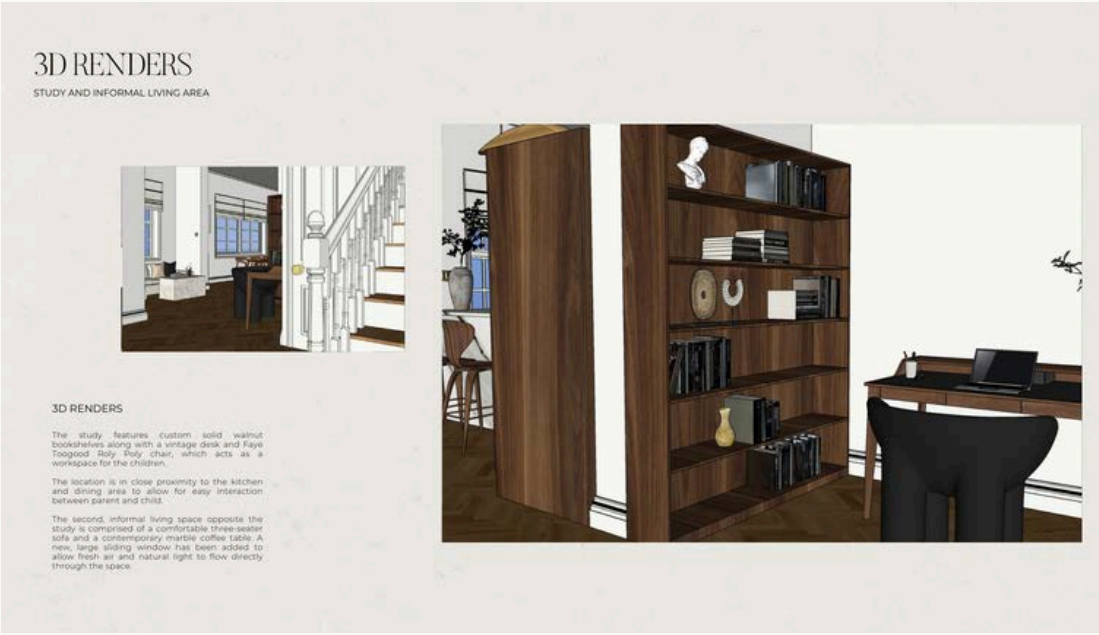 3D RENDERS
STUDY AND INFORMAL LIVING AREA
3D RENDERS
The study features custom solid walnut
bookshelves along with a vintage desk and Faye
Toogood Roly Poly chair, which acts as a
workspace for the children.
The location is in close proximity to the kitchen
and dining area to allow for easy interaction
between parent and child.
The second, informal living space opposite the
study is comprised of a comfortable three-seater
sofa and a contemporary marble coffee table. A
new, large sliding window has been added to
allow fresh air and natural light to flow directly
through the space.